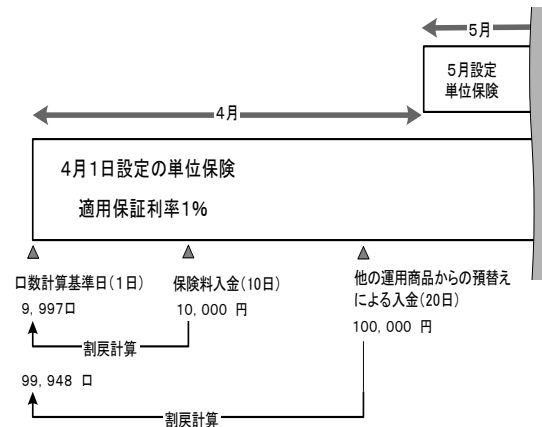 5月
5月設定
単位保険
4月
4月1日設定の単位保険
適用保証利率1%
口数計算基準日(1日)
9,997口
保険料入金(10日)
10,000 円
他の運用商品からの預替え
による入金(20日)
100,000 円
割戻計算
99,948 口
割戻計算